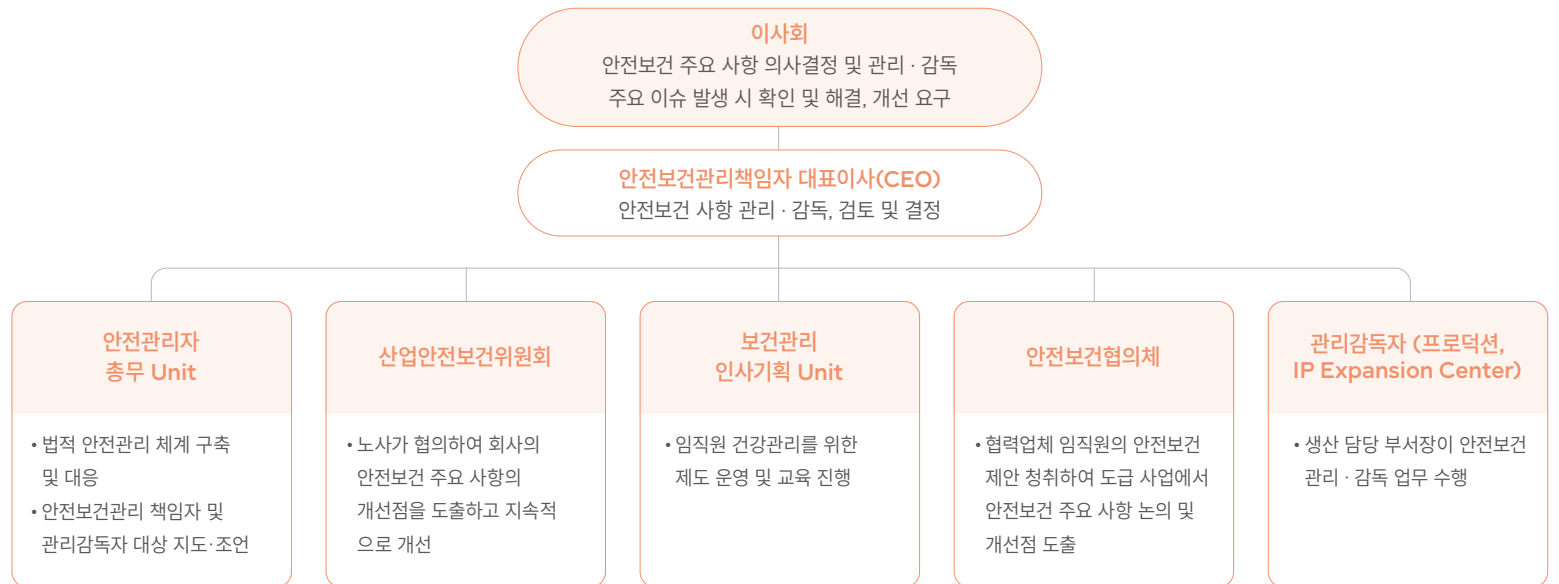 이사회
안전보건 주요 사항 의사결정 및 관리 · 감독
주요 이슈 발생 시 확인 및 해결, 개선 요구
안전보건관리책임자 대표이사(CEO)
안전보건 사항 관리 · 감독, 검토 및 결정
안전관리자
총무 Unit
• 법적 안전관리 체계 구축
및 대응
• 안전보건관리 책임자 및
관리감독자 대상 지도·조언
산업안전보건위원회
• 노사가 협의하여 회사의
안전보건 주요 사항의
개선점을 도출하고 지속적
으로 개선
보건관리
인사기획 Unit
• 임직원 건강관리를 위한
제도 운영 및 교육 진행
안전보건협의체
• 협력업체 임직원의 안전보건
제안 청취하여 도급 사업에서
안전보건 주요 사항 논의 및
개선점 도출
관리감독자 (프로덕션,
IP Expansion Center)
• 생산 담당 부서장이 안전보건
관리 · 감독 업무 수행